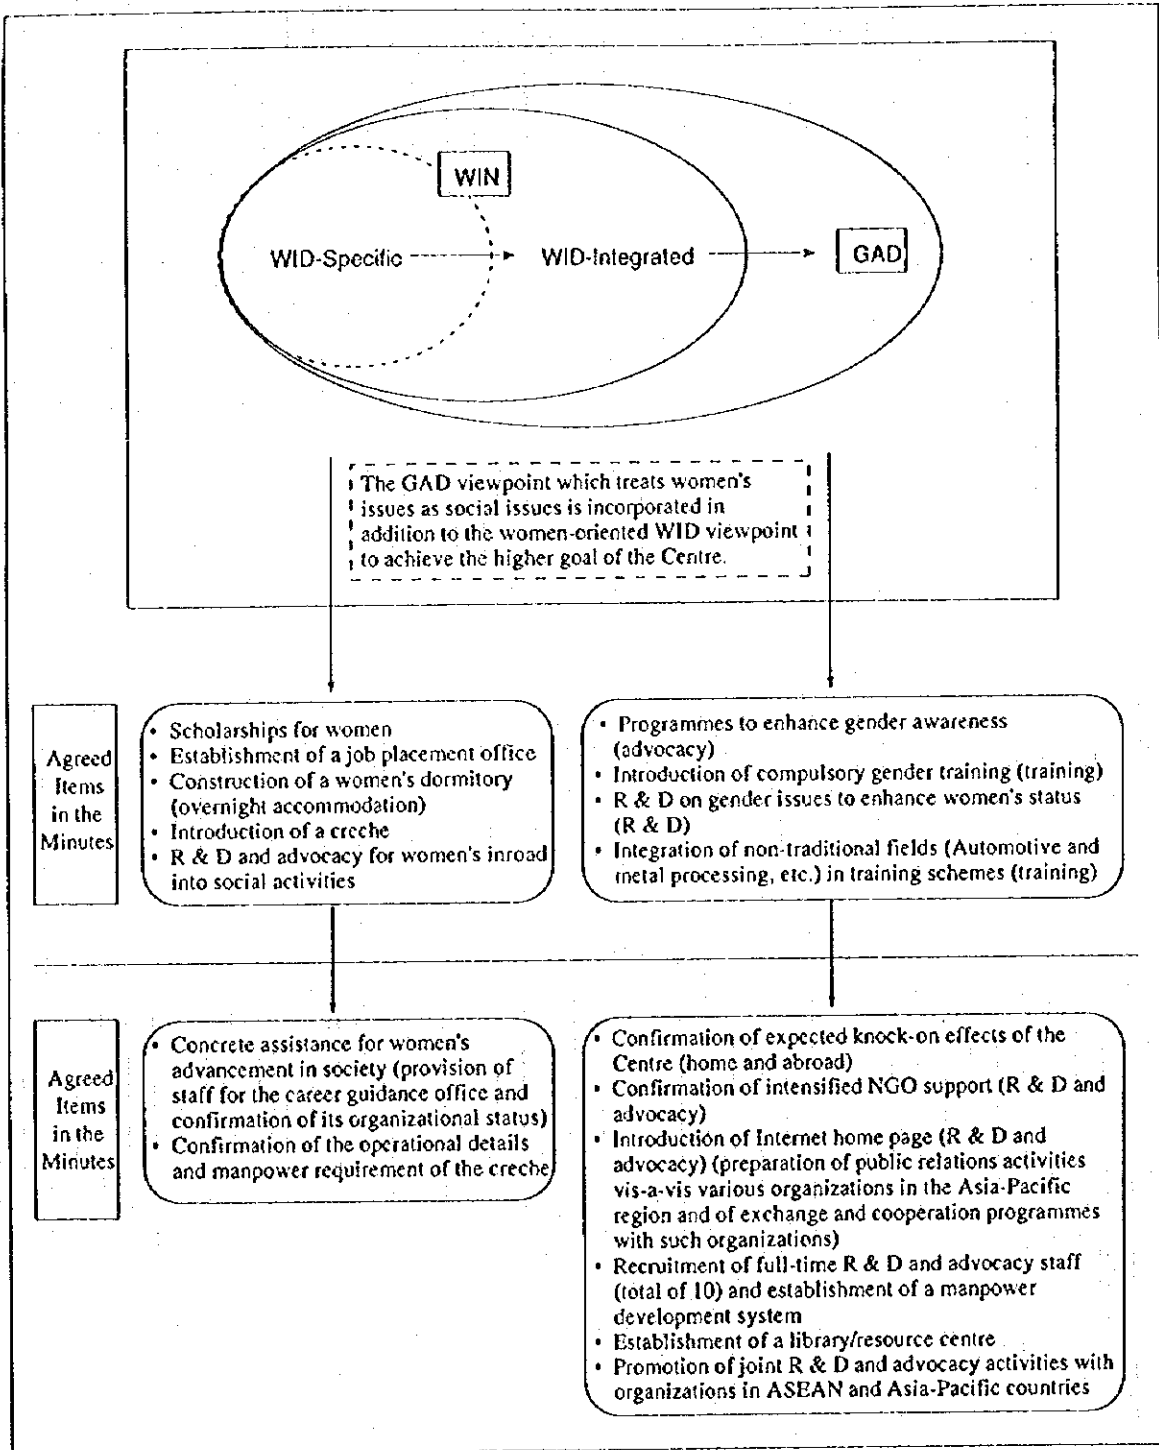 WIN
WID-Specific
WID-Integrated
GAD
The GAD viewpoint which treats women's
issues as social issues is incorporated in
addition to the women-oriented WID viewpoint
to achieve the higher goal of the Centre.
Agreed
Items
in the
Minutes
• Scholarships for women
• Establishment of a job placement office
• Construction of a women's dormitory
(overnight accommodation)
• Introduction of a creche
• R & D and advocacy for women's inroad
into social activities
• Programmes to enhance gender awareness
(advocacy)
• Introduction of compulsory gender training (training)
• R & D on gender issues to enhance women's status
(R & D)
• Integration of non-traditional fields (Automotive and
metal processing, etc.) in training schemes (training)
Agreed
Items
in the
Minutes
• Concrete assistance for women's
advancement in society (provision of
staff for the career guidance office and
confirmation of its organizational status)
• Confirmation of the operational details
and manpower requirement of the creche
• Confirmation of expected knock-on effects of the
Centre (home and abroad)
• Confirmation of intensified NGO support (R & D and
advocacy)
• Introduction of Internet home page (R & D and
advocacy) (preparation of public relations activities
vis-a-vis various organizations in the Asia-Pacific
region and of exchange and cooperation programmes
with such organizations)
• Recruitment of full-time R & D and advocacy staff
(total of 10) and establishment of a manpower
development system
• Establishment of a library/resource centre
• Promotion of joint R & D and advocacy activities with
organizations in ASEAN and Asia-Pacific countries